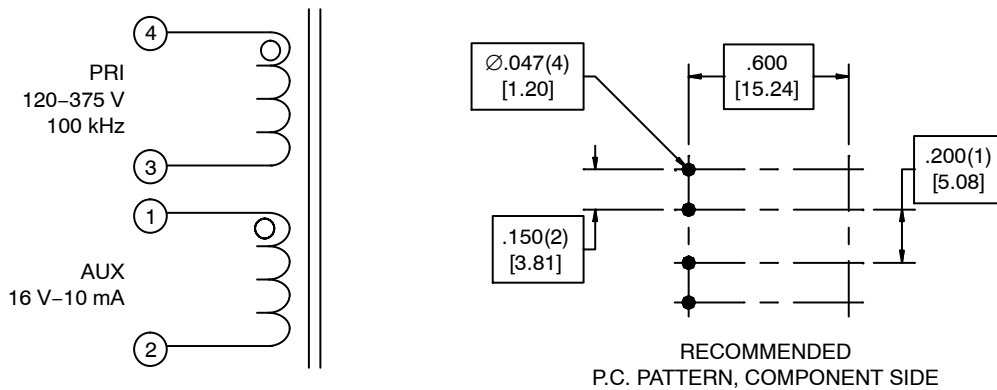 4
PRI
120–375 V
100 kHz
3
1
AUX
16 V–10 mA
2
∅.047(4)
[1.20]
.600
[15.24]
.200(1)
[5.08]
.150(2)
[3.81]
RECOMMENDED
P.C. PATTERN, COMPONENT SIDE